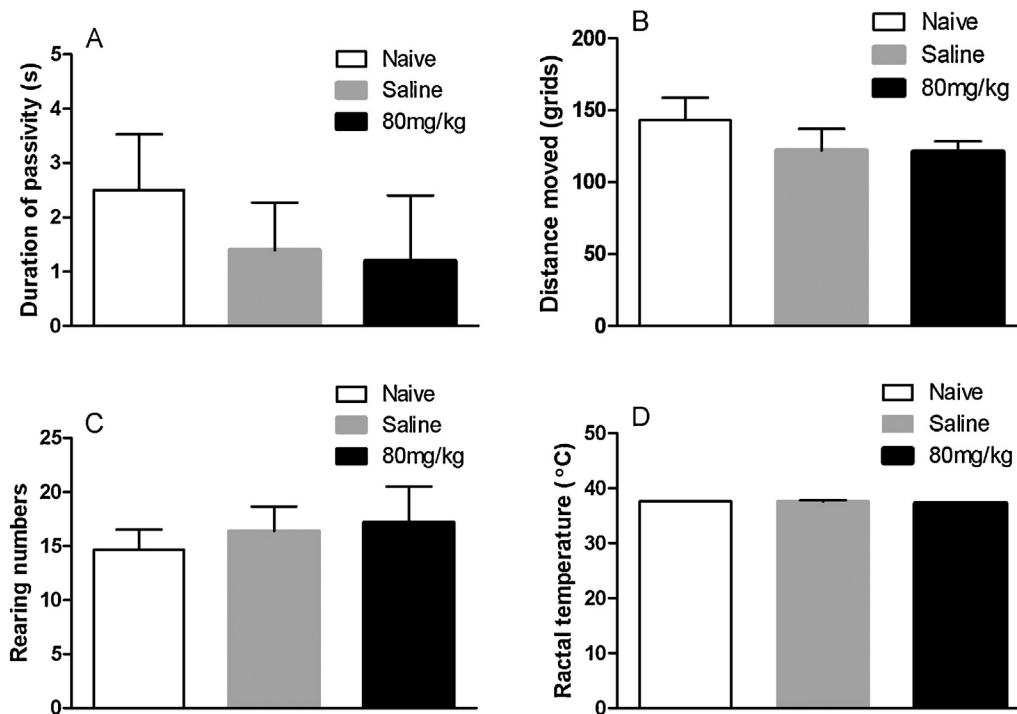 A
Naive
Saline
80mg/kg
Duration of passivity (s)
5
4
3
2
1
0
B
Naive
Saline
80mg/kg
Distance moved (grids)
200
150
100
50
0
C
Naive
Saline
80mg/kg
Rearing numbers
25
20
15
10
5
0
D
Naive
Saline
80mg/kg
Ractal temperature (°C)
50
40
30
20
10
0